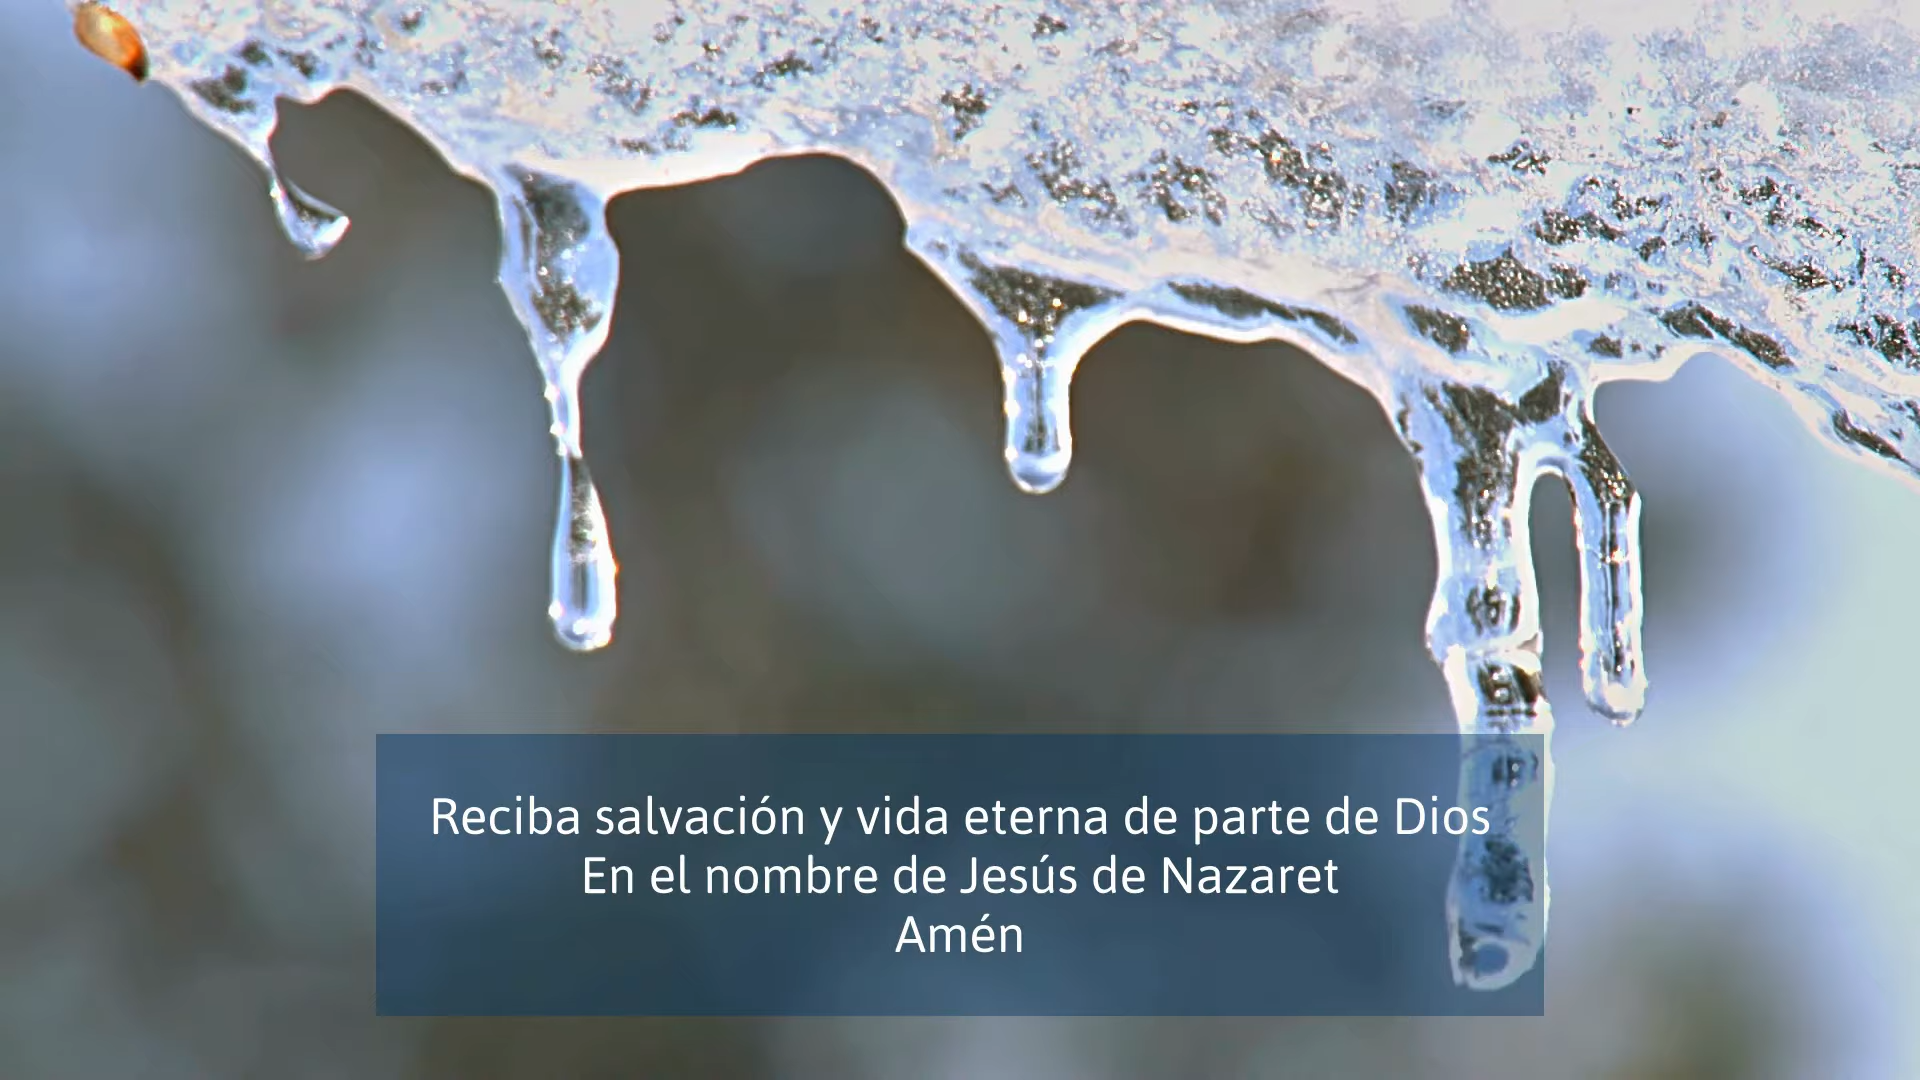 Reciba salvación y vida eterna de parte de Dios
En el nombre de Jesús de Nazaret
Amén